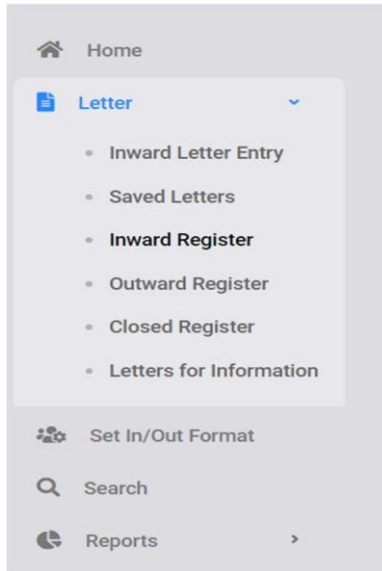 Home
Letter
Inward Letter Entry
Saved Letters
Inward Register
Outward Register
Closed Register
Letters for Information
Set In/Out Format
Search
Reports